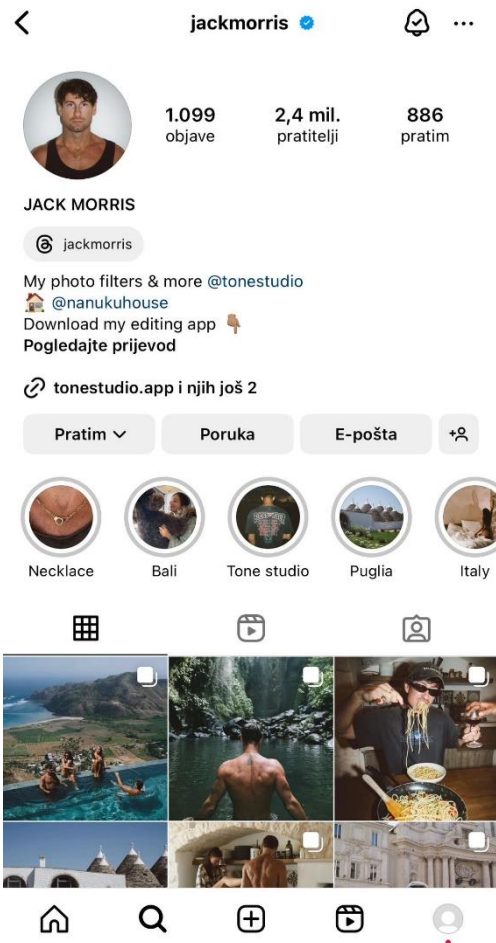 jackmorris
1.099
2,4 mil.
886
objave
pratitelji
pratim
JACK MORRIS
jackmorris
My photo filters & more @tonestudio
@nanukuhouse
Download my editing app
Pogledajte prijevod
tonestudio.app i njih još 2
Pratim
Poruka
E-pošta
Necklace
Bali
Tone studio
Puglia
Italy